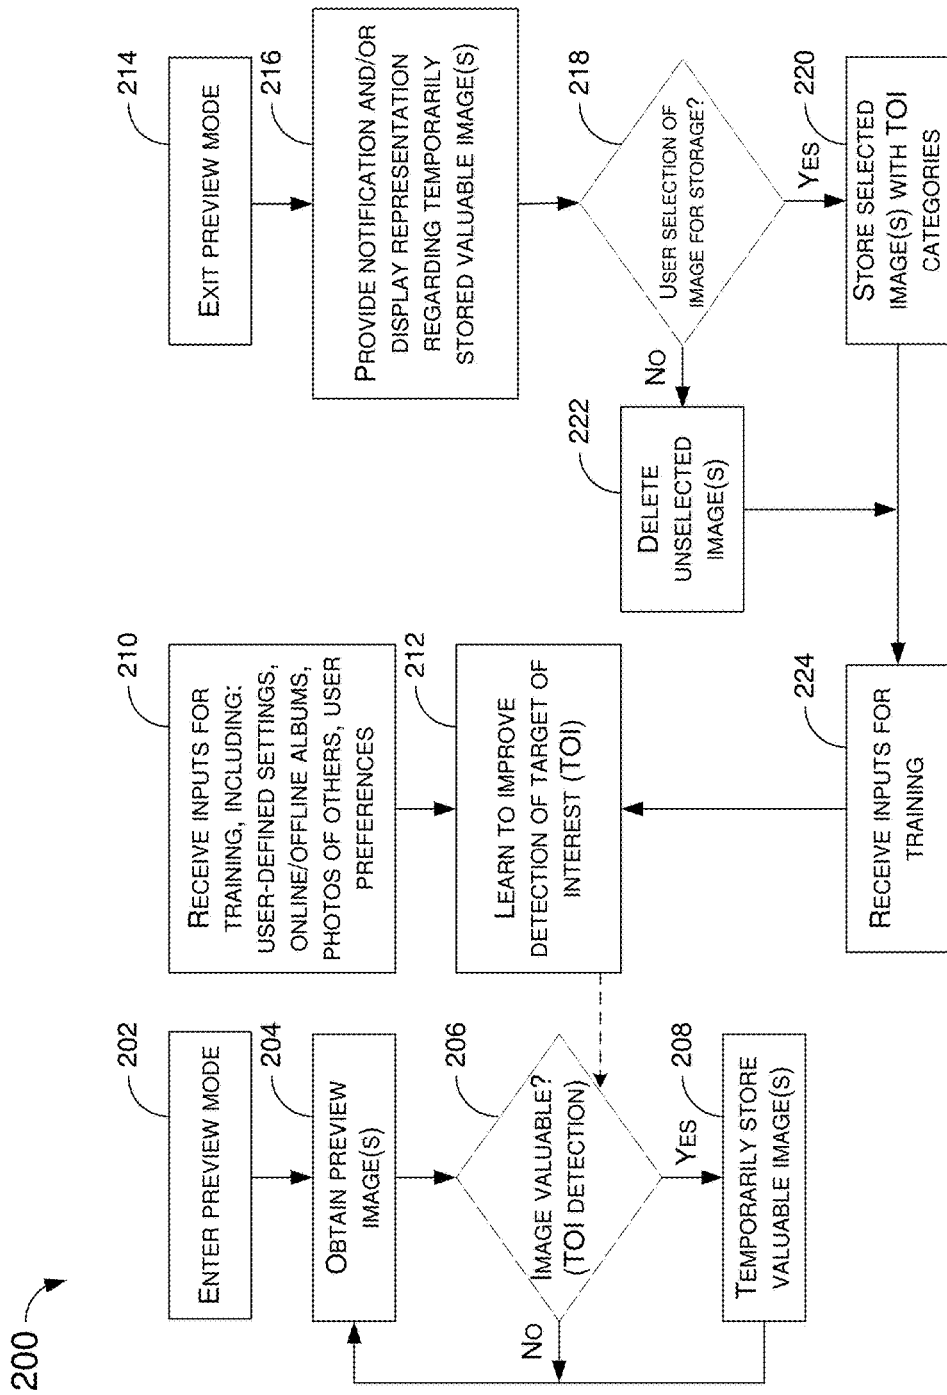 200
202
ENTER PREVIEW MODE
204
OBTAIN PREVIEW
IMAGE(S)
206
IMAGE VALUABLE?
(TOI DETECTION)
NO
YES
208
TEMPORARILY STORE
VALUABLE IMAGE(S)
210
RECEIVE INPUTS FOR
TRAINING, INCLUDING:
USER-DEFINED SETTINGS,
ONLINE/OFFLINE ALBUMS,
PHOTOS OF OTHERS, USER
PREFERENCES
212
LEARN TO IMPROVE
DETECTION OF TARGET OF
INTEREST (TOI)
214
EXIT PREVIEW MODE
216
PROVIDE NOTIFICATION AND/OR
DISPLAY REPRESENTATION
REGARDING TEMPORARILY
STORED VALUABLE IMAGE(S)
218
USER SELECTION OF
IMAGE FOR STORAGE?
NO
YES
220
STORE SELECTED
IMAGE(S) WITH TOI
CATEGORIES
222
DELETE
UNSELECTED
IMAGE(S)
224
RECEIVE INPUTS FOR
TRAINING